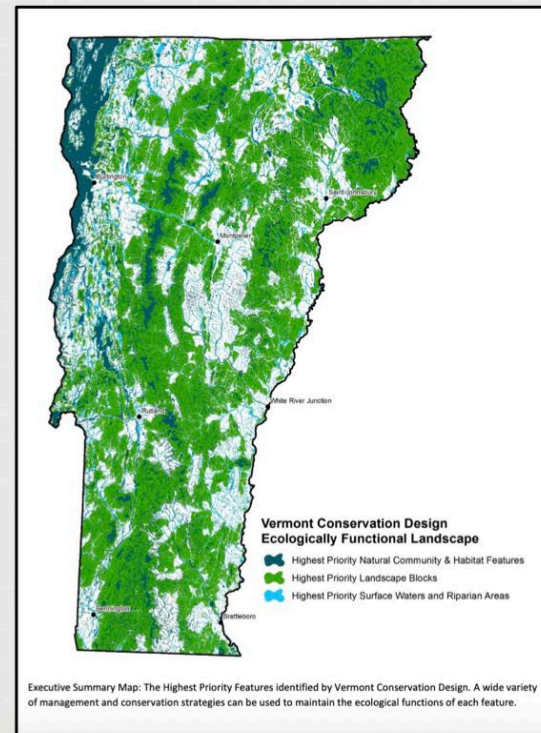 Burlington
Saint Johnsbury
Montpelier
White River Junction
Rutland
Vermont Conservation Design
Ecologically Functional Landscape
Highest Priority Natural Community & Habitat Features
Highest Priority Landscape Blocks
Highest Priority Surface Waters and Riparian Areas
Bennington
Brattleboro
Executive Summary Map: The Highest Priority Features identified by Vermont Conservation Design. A wide variety
of management and conservation strategies can be used to maintain the ecological functions of each feature.